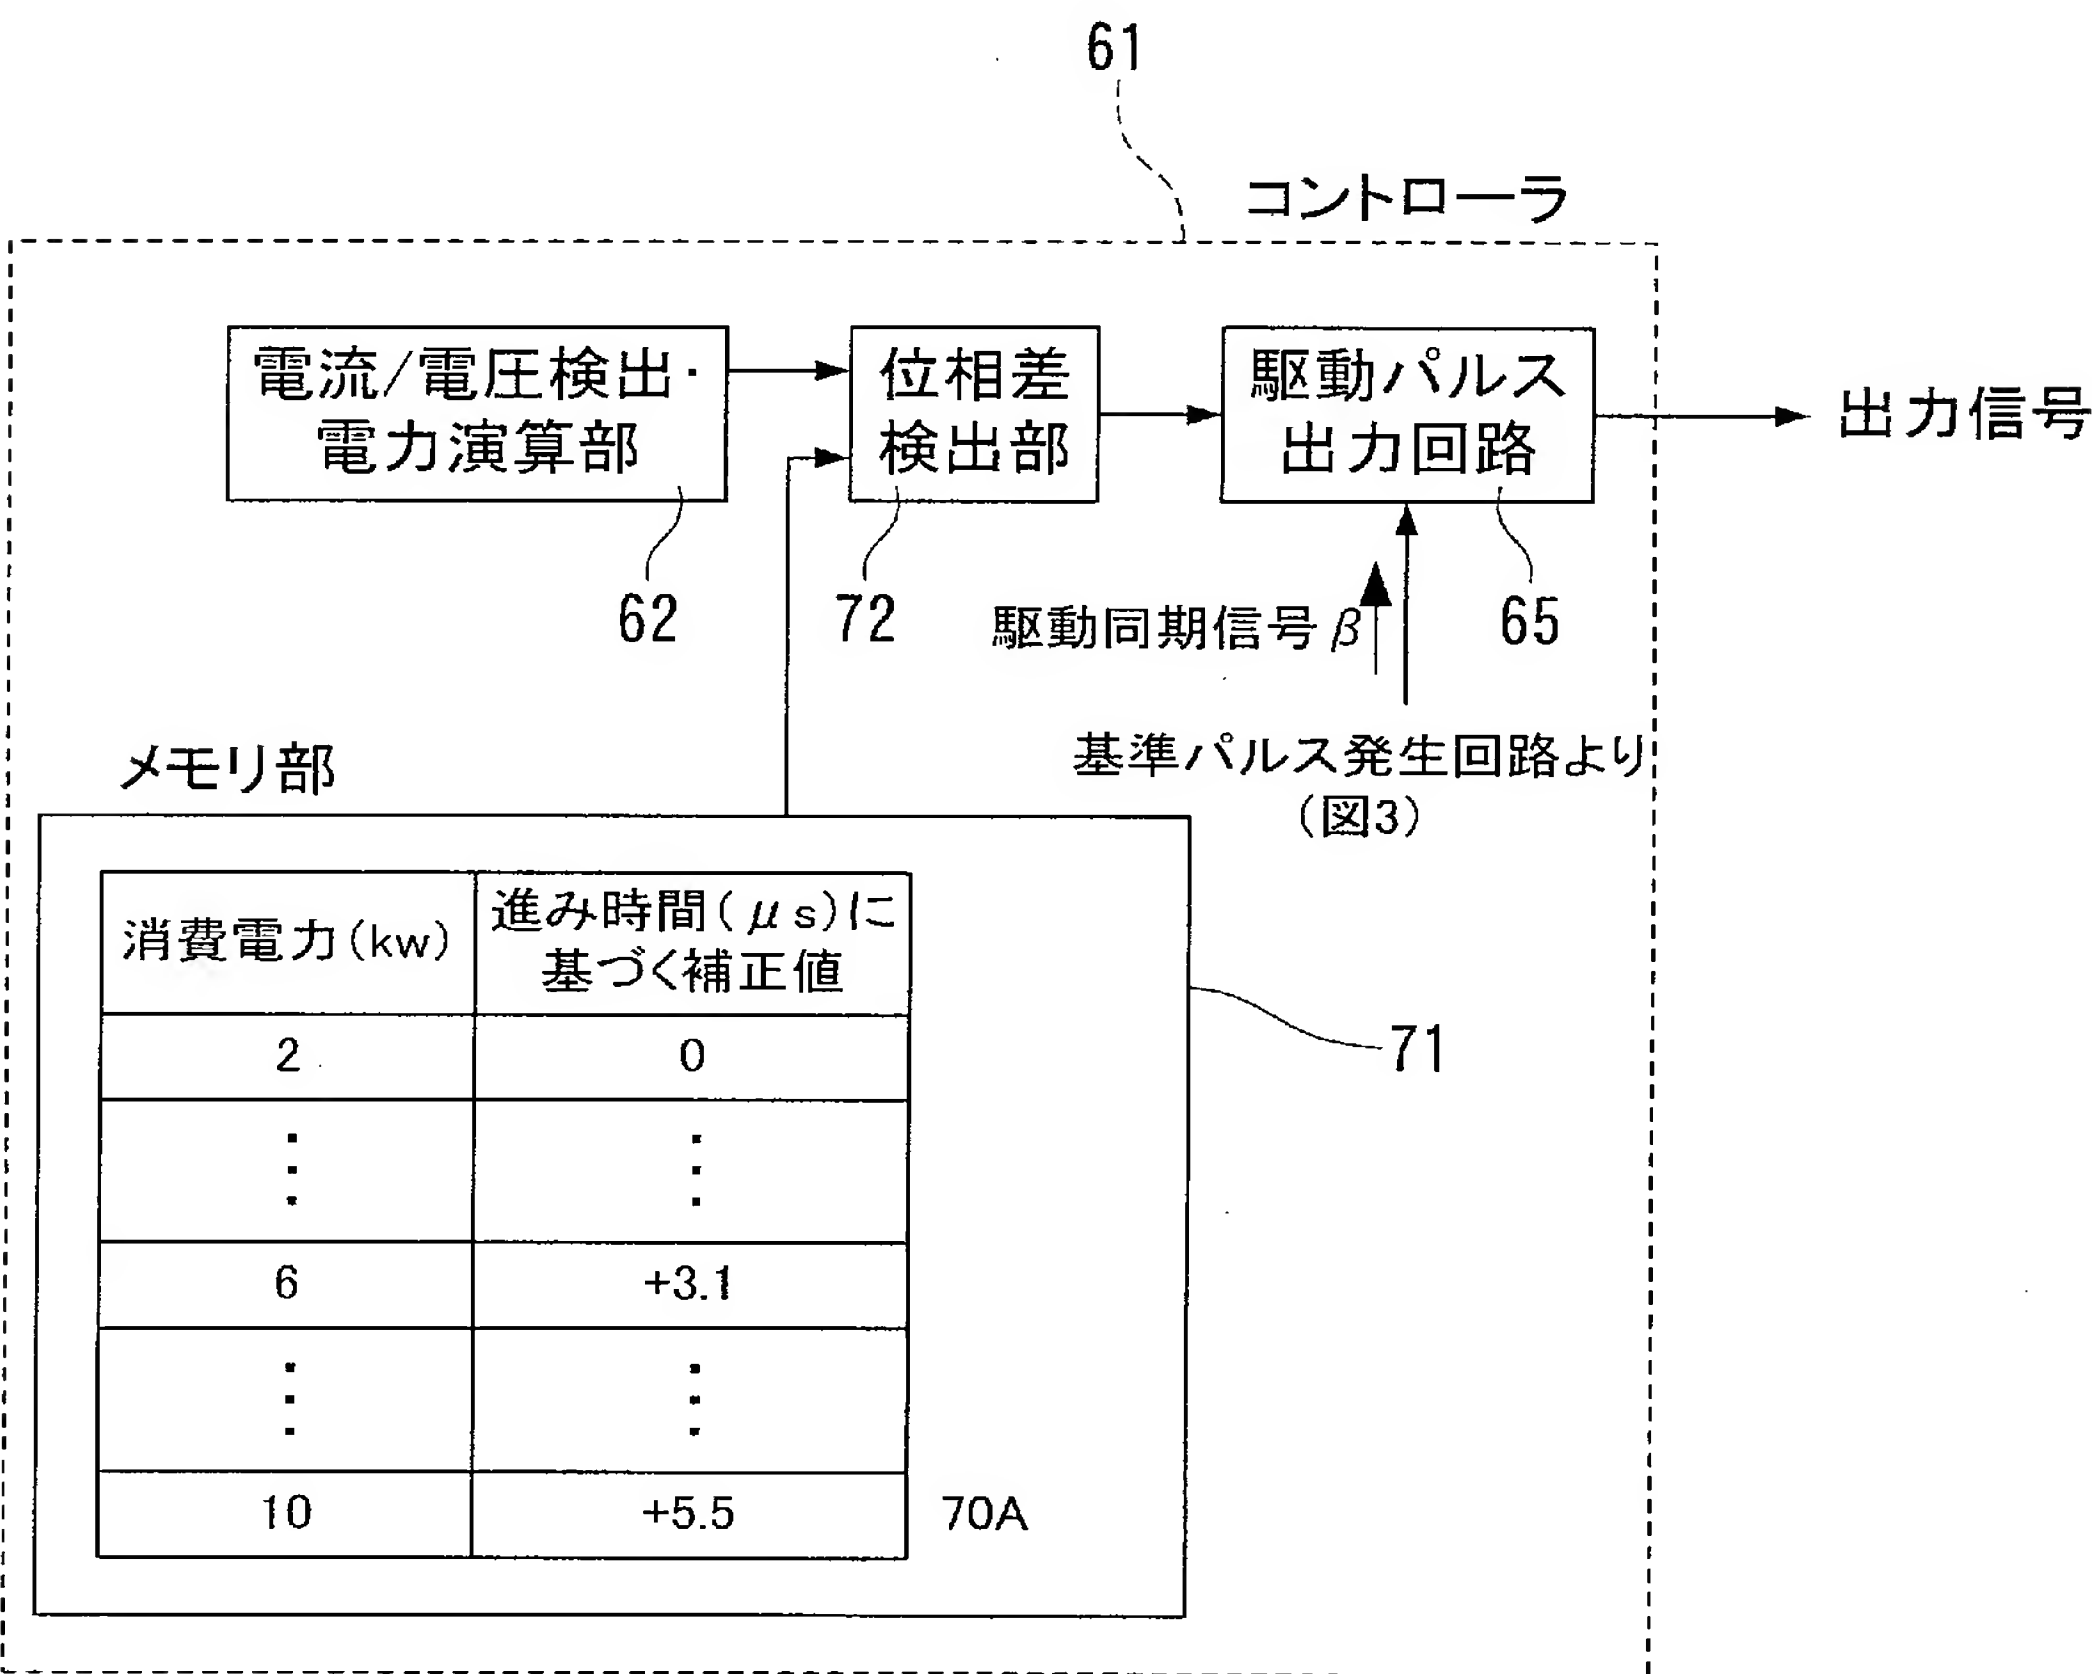 61
コントローラ
電流/電圧検出・
電力演算部
位相差
検出部
駆動パルス
出力回路
出力信号
62
72
駆動同期信号β
65
基準パルス発生回路より
(図3)
メモリ部
消費電力(kw)
進み時間(μs)に
基づく補正値
2
0
6
+3.1
10
+5.5
70A
71